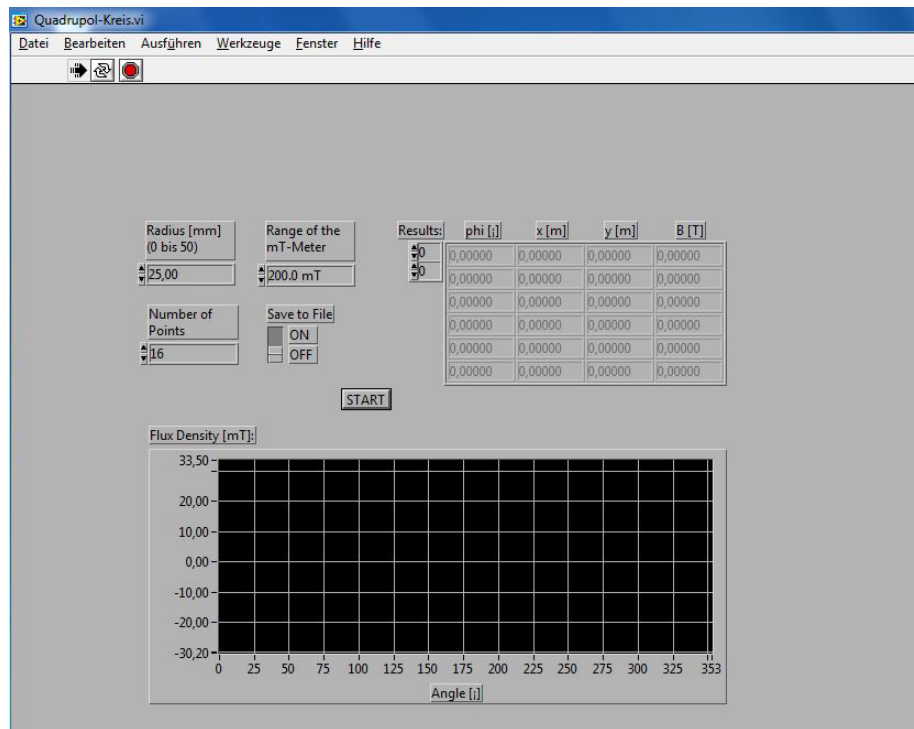 Quadrupol-Kreis.vi
Datei Bearbeiten Ausführen Werkzeuge Fenster Hilfe
Radius [mm]
(0 bis 50)
25,00
Range of the
mT-Meter
200.0 mT
Number of
Points
16
Save to File
ON
OFF
START
Results: phi [¡] x [m] y [m] B [T]
0 0,00000 0,00000 0,00000 0,00000
0 0,00000 0,00000 0,00000 0,00000
0,00000 0,00000 0,00000 0,00000
0,00000 0,00000 0,00000 0,00000
0,00000 0,00000 0,00000 0,00000
0,00000 0,00000 0,00000 0,00000
Flux Density [mT]:
33,50
20,00
10,00
0,00
-10,00
-20,00
-30,20
0 25 50 75 100 125 150 175 200 225 250 275 300 325 353
Angle [¡]